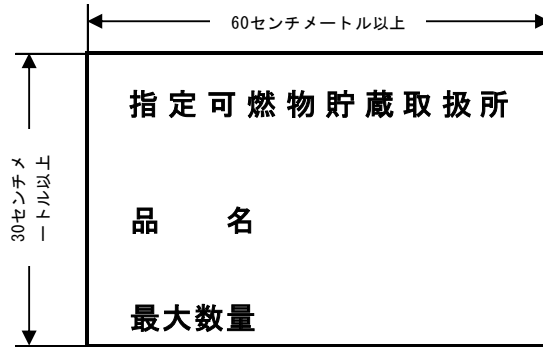 60センチメートル以上
指定可燃物貯蔵取扱所
30センチメ
ートル以上
品　　名
最大数量